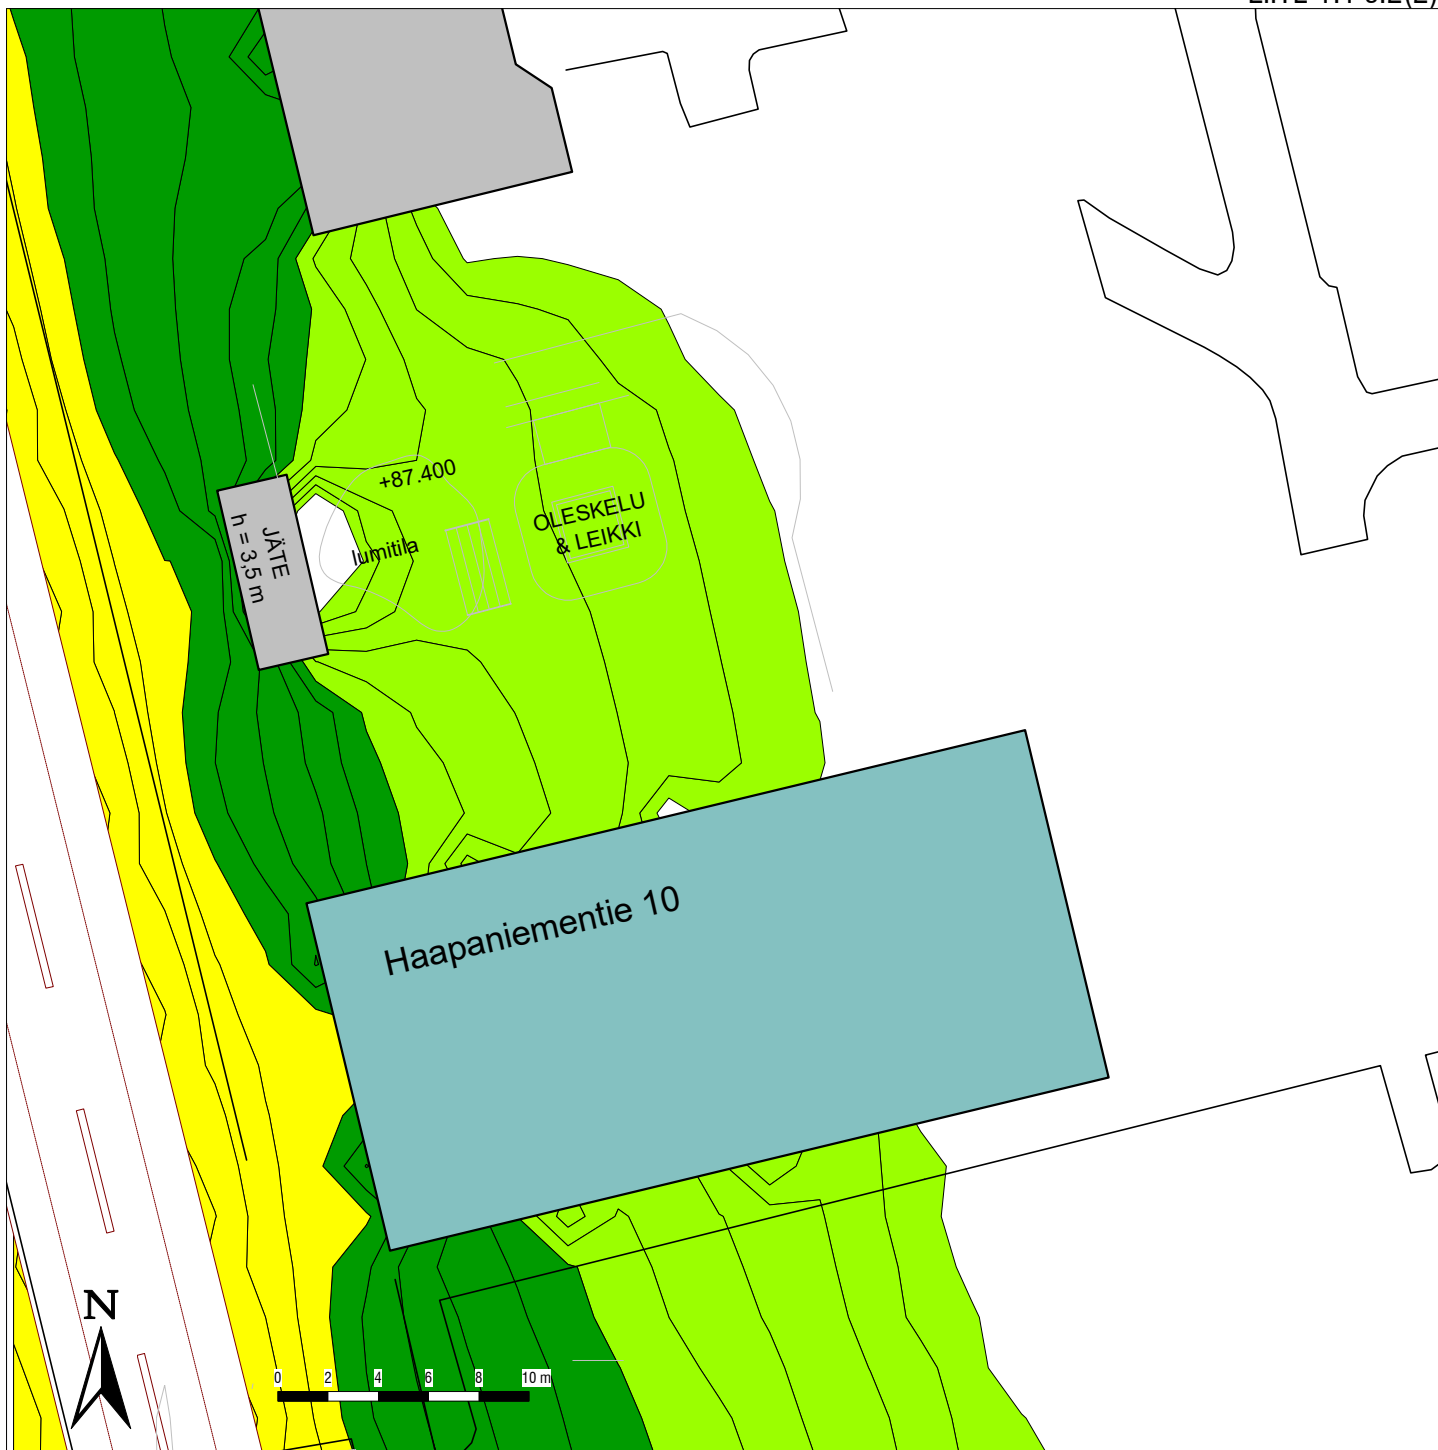 +87.400
OLESKELU
& LEIKKI
lumitila
JÄTE
h = 3,5 m
Haapaniementie 10
N
0 2 4 6 8 10 m